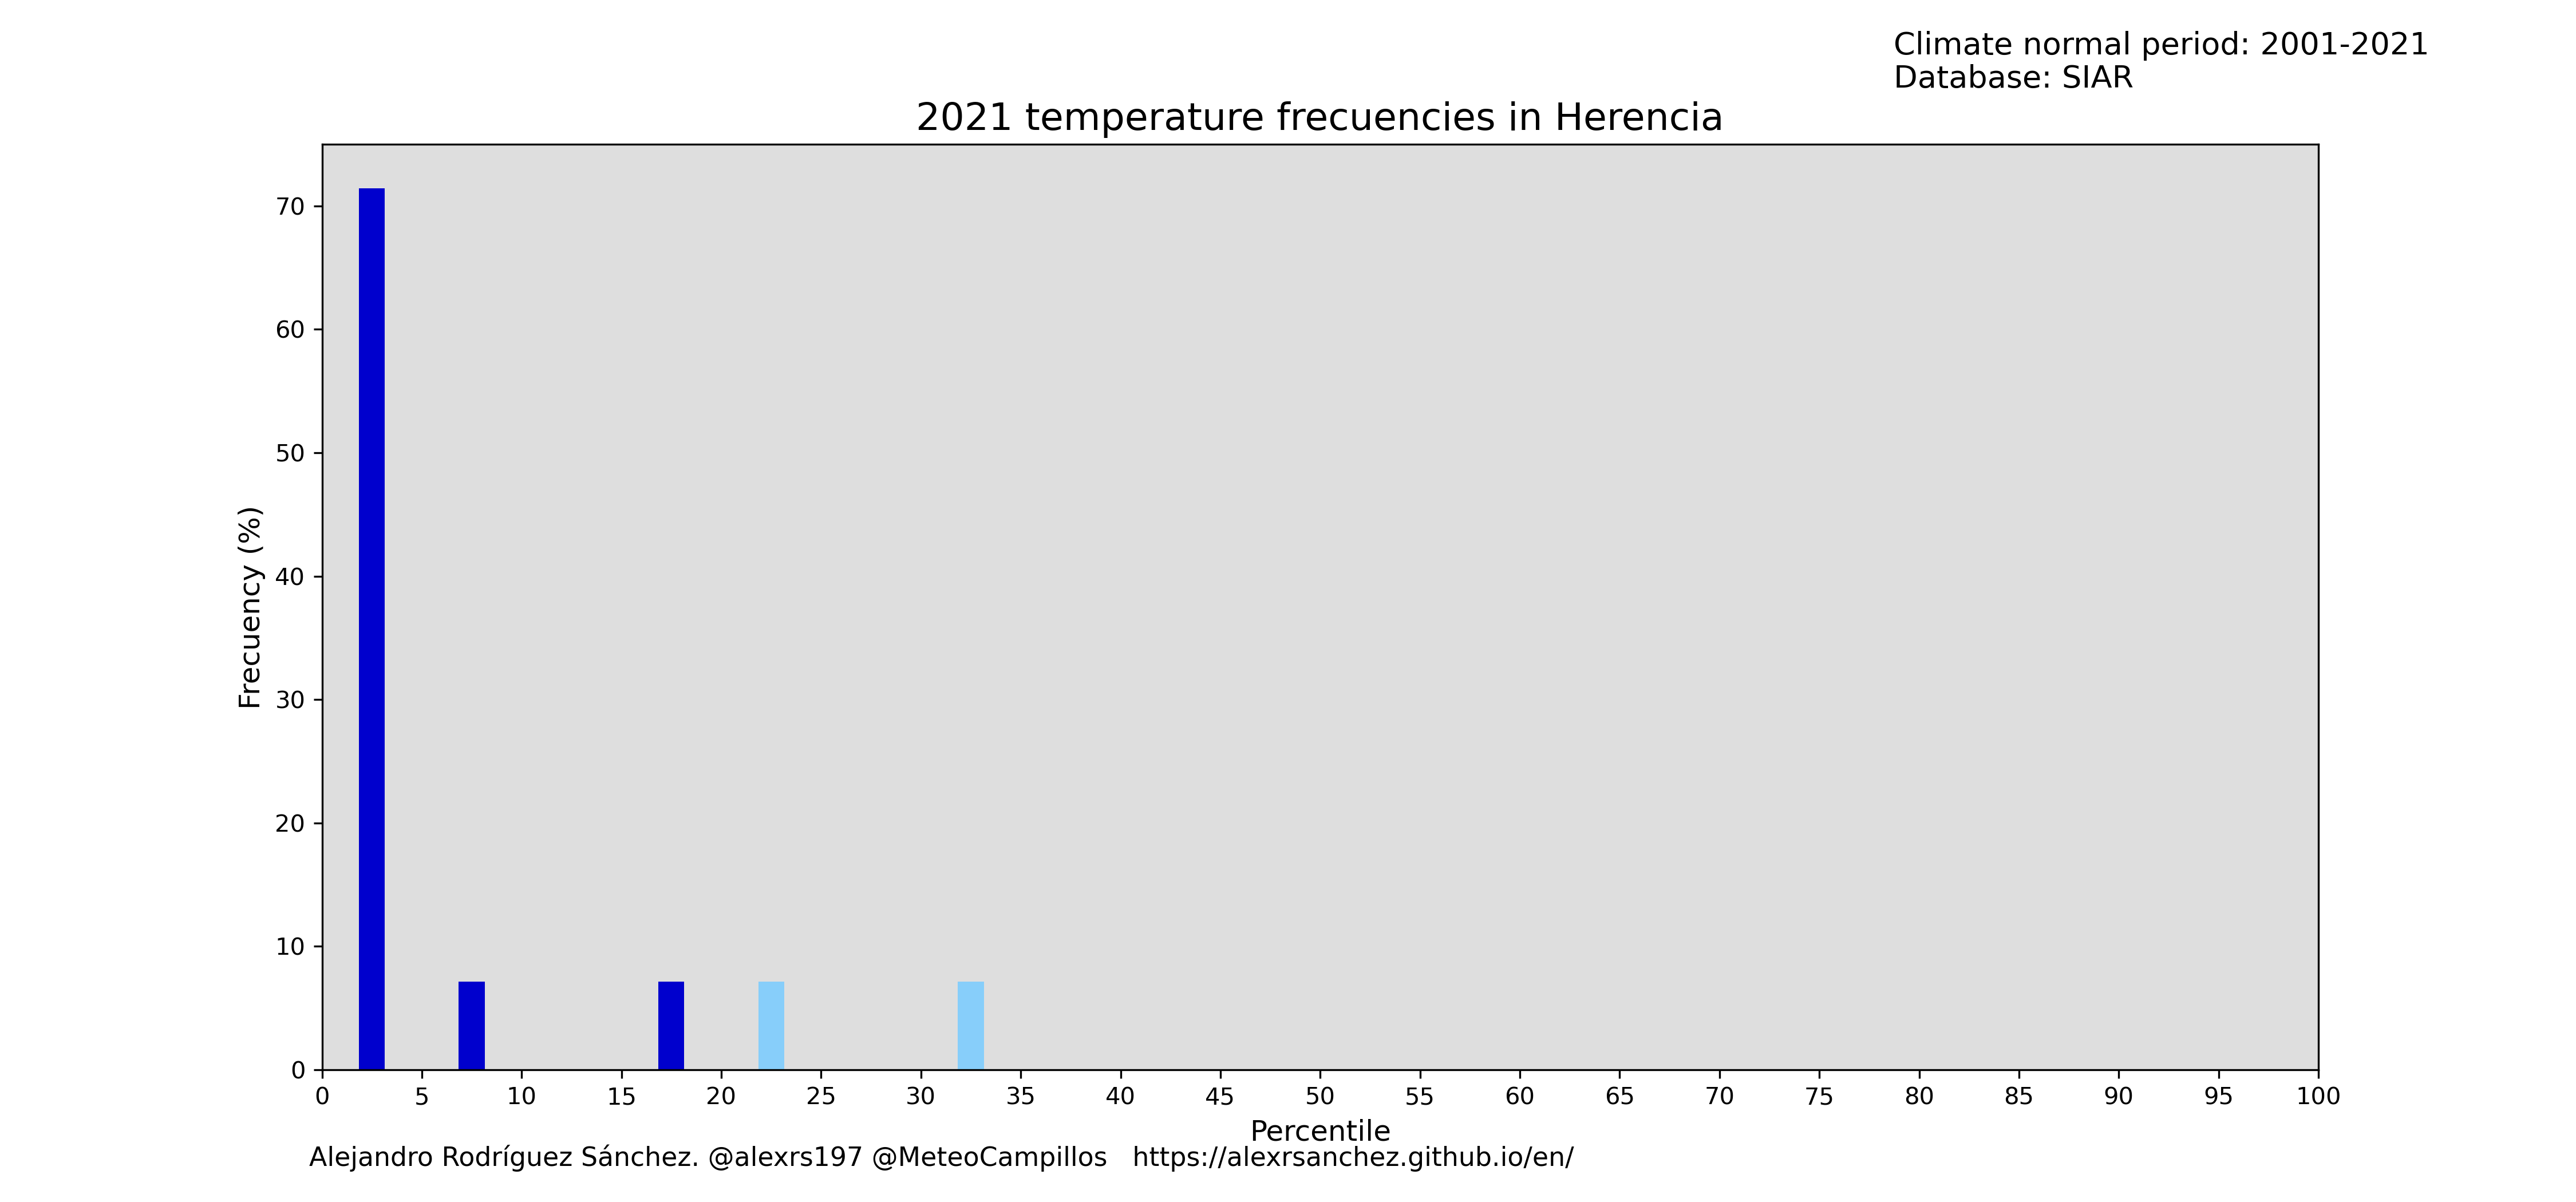 Climate normal period: 2001-2021
Database: SIAR
2021 temperature frecuencies in Herencia
Frecuency (%)
70
60
50
40
30
20
10
0
0 5 10 15 20 25 30 35 40 45 50 55 60 65 70 75 80 85 90 95 100
Percentile
Alejandro Rodríguez Sánchez. @alexrs197 @MeteoCampillos https://alexrsanchez.github.io/en/